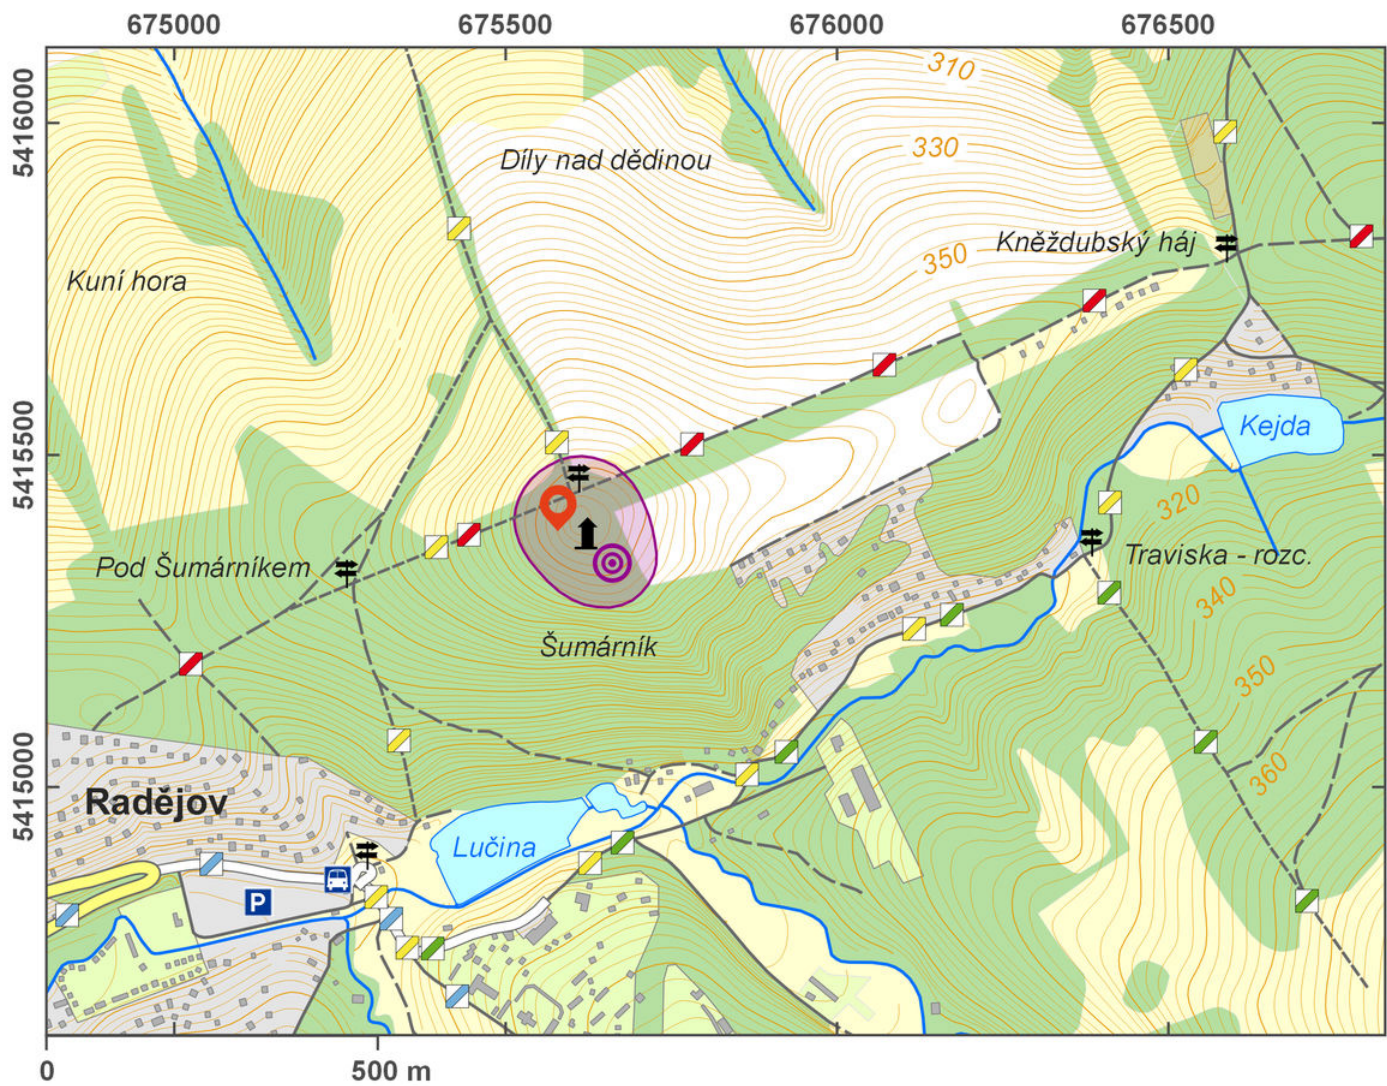 675000 675500 676000 676500
5416000
5415500
5415000
310
Díly nad dědinou
330
Kněždubský háj
350
Kuní hora
Kejda
320
Pod Šumárníkem
Traviska - rozc.
340
Šumárník
350
360
Radějov
Lučina
P
0 500 m